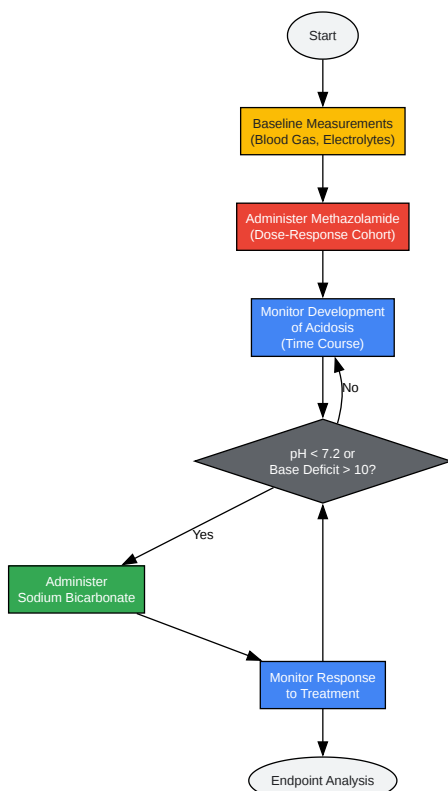 Start
Baseline Measurements
(Blood Gas, Electrolytes)
Administer Methazolamide
(Dose-Response Cohort)
Monitor Development
of Acidosis
(Time Course)
No
pH < 7.2 or
Base Deficit > 10?
Yes
Administer
Sodium Bicarbonate
Monitor Response
to Treatment
Endpoint Analysis